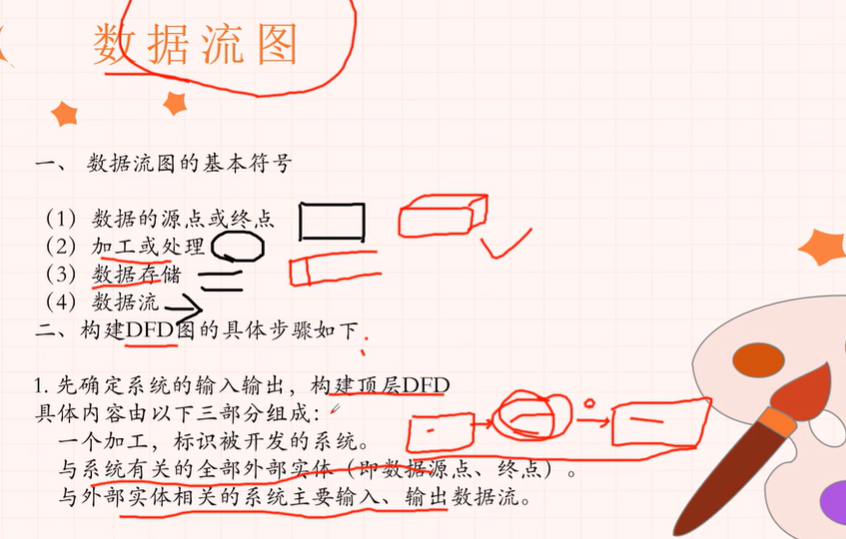 数据流图
一、 数据流图的基本符号
（1）数据的源点或终点
（2）加工或处理
（3）数据存储
（4）数据流
二、构建DFD图的具体步骤如下
1. 先确定系统的输入输出，构建顶层DFD
具体内容由以下三部分组成：
一个加工，标识被开发的系统。
与系统有关的全部外部实体（即数据源点、终点）。
与外部实体相关的系统主要输入、输出数据流。